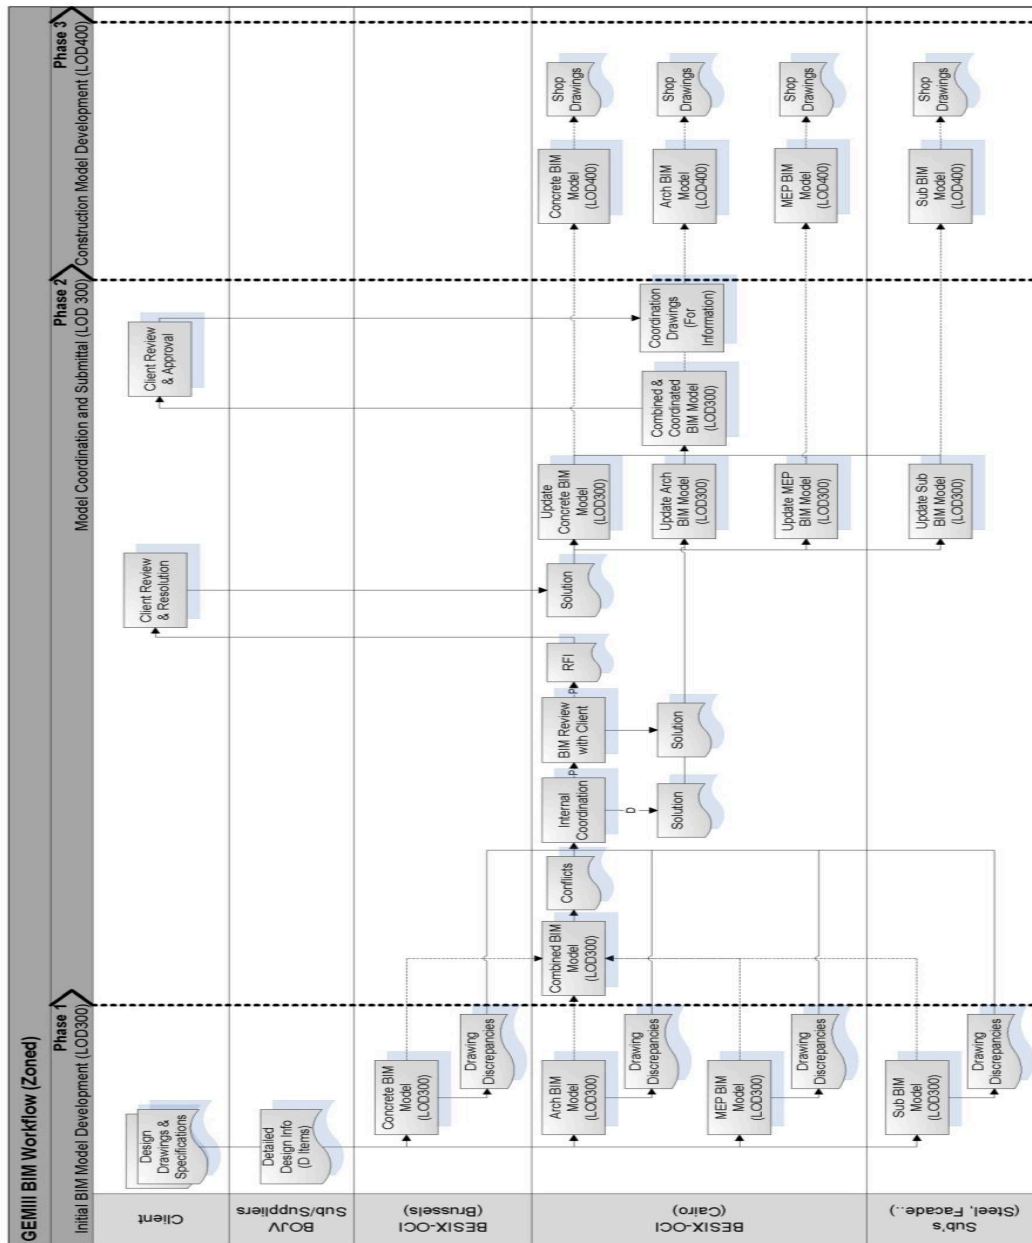 GEMIII BIM Workflow (Zoned)
Phase 1
Initial BIM Model Development (LOD300)
Phase 2
Model Coordination and Submittal (LOD 300)
Phase 3
Construction Model Development (LOD400)
Client
Design
Drawings &
Specifications
Client Review
& Resolution
Client Review
& Approval
BOJV
Sub/Suppliers
Detailed
Design Info
(D Items)
BESIX-OCI
(Brussels)
Concrete BIM
Model
(LOD300)
Drawing
Discrepancies
BESIX-OCI
(Cairo)
Arch BIM
Model
(LOD300)
Drawing
Discrepancies
MEP BIM
Model
(LOD300)
Drawing
Discrepancies
Combined BIM
Model
(LOD300)
Conflicts
Internal
Coordination
P
BIM Review
with Client
P
RFI
D
Solution
Solution
Solution
Update
Concrete BIM
Model
(LOD300)
Update Arch
BIM Model
(LOD300)
Update MEP
BIM Model
(LOD300)
Combined &
Coordinated
BIM Model
(LOD300)
Coordination
Drawings
(For
Information)
Concrete BIM
Model
(LOD400)
Shop
Drawings
Arch BIM
Model
(LOD400)
Shop
Drawings
MEP BIM
Model
(LOD400)
Shop
Drawings
Sub's
(Steel, Facade..)
Sub BIM
Model
(LOD300)
Drawing
Discrepancies
Update Sub
BIM Model
(LOD300)
Sub BIM
Model
(LOD400)
Shop
Drawings